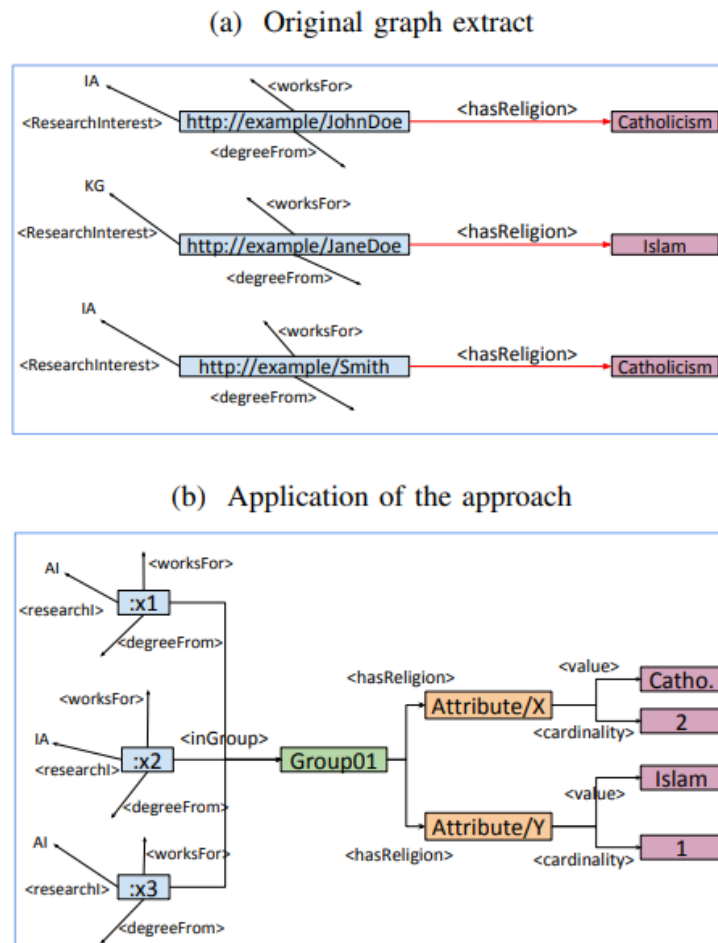 (a) Original graph extract
IA
<worksFor>
<ResearchInterest>
http://example/JohnDoe
<hasReligion>
Catholicism
<degreeFrom>
KG
<worksFor>
<ResearchInterest>
http://example/JaneDoe
<hasReligion>
Islam
<degreeFrom>
IA
<worksFor>
<ResearchInterest>
http://example/Smith
<hasReligion>
Catholicism
<degreeFrom>
(b) Application of the approach
AI
<worksFor>
<researchI>
:x1
<degreeFrom>
<worksFor>
IA
<researchI>
:x2
<degreeFrom>
<inGroup>
Group01
AI
<worksFor>
<researchI>
:x3
<degreeFrom>
<hasReligion>
Attribute/X
<value>
Catho.
<cardinality>
2
<hasReligion>
Attribute/Y
<value>
Islam
<cardinality>
1